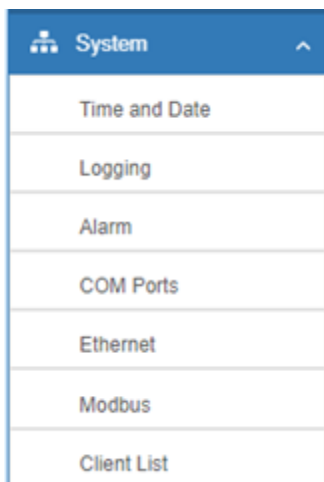 System
Time and Date
Logging
Alarm
COM Ports
Ethernet
Modbus
Client List